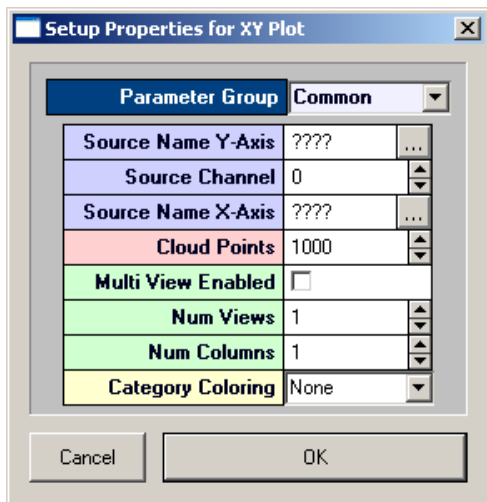 Setup Properties for XY Plot
Parameter Group Common
Source Name Y-Axis ???? ...
Source Channel 0
Source Name X-Axis ???? ...
Cloud Points 1000
Multi View Enabled
Num Views 1
Num Columns 1
Category Coloring None
Cancel OK